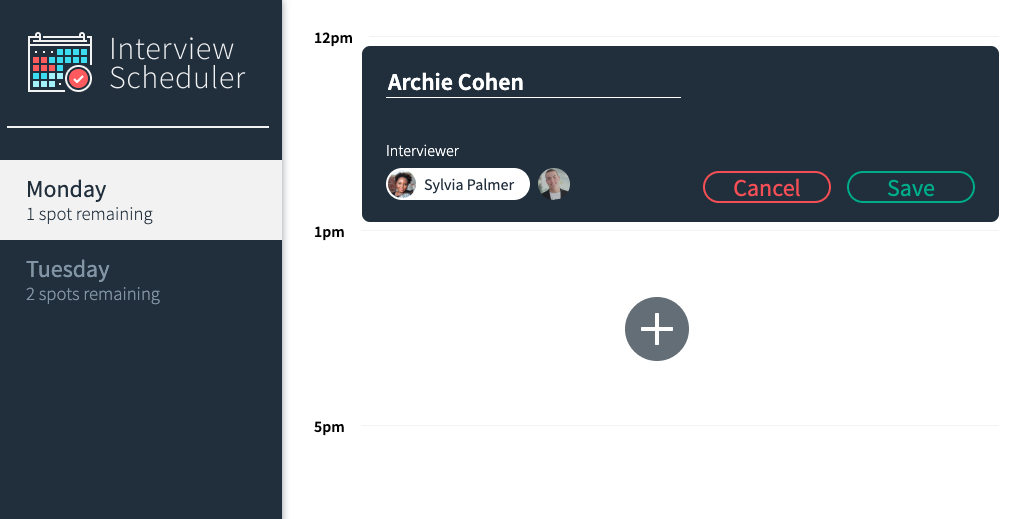 Interview
Scheduler
Monday
1 spot remaining
Tuesday
2 spots remaining
12pm
Archie Cohen
Interviewer
Sylvia Palmer
Cancel
Save
1pm
5pm